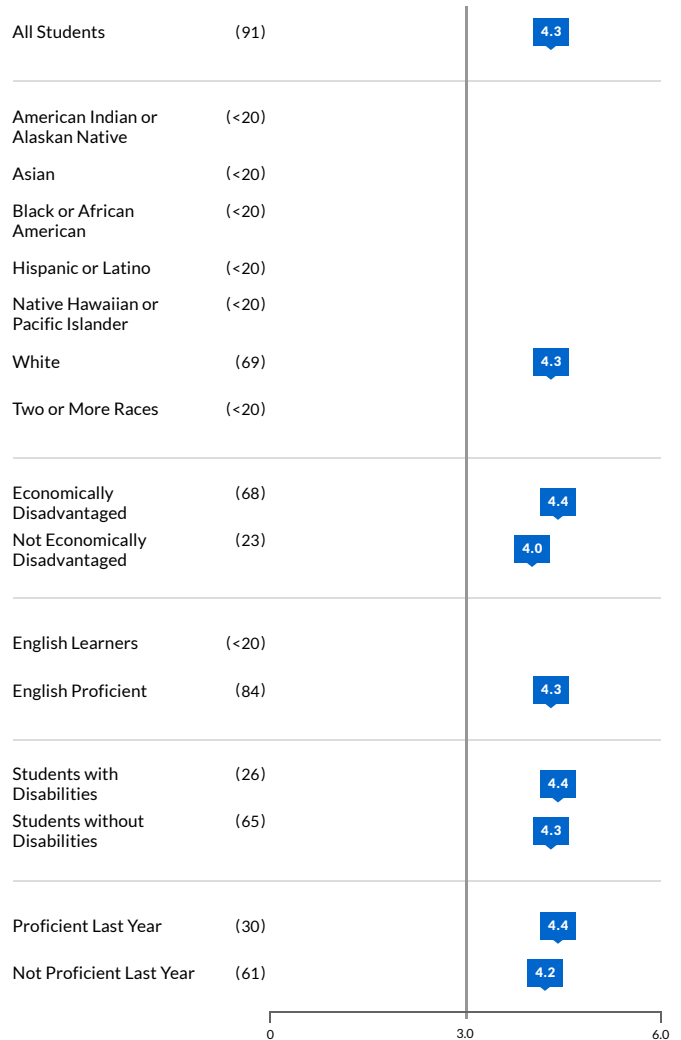 All Students (91) 4.3
American Indian or (<20)
Alaskan Native
Asian (<20)
Black or African (<20)
American
Hispanic or Latino (<20)
Native Hawaiian or (<20)
Pacific Islander
White (69) 4.3
Two or More Races (<20)
Economically (68) 4.4
Disadvantaged
Not Economically (23) 4.0
Disadvantaged
English Learners (<20)
English Proficient (84) 4.3
Students with (26) 4.4
Disabilities
Students without (65) 4.3
Disabilities
Proficient Last Year (30) 4.4
Not Proficient Last Year (61) 4.2
0 3.0 6.0